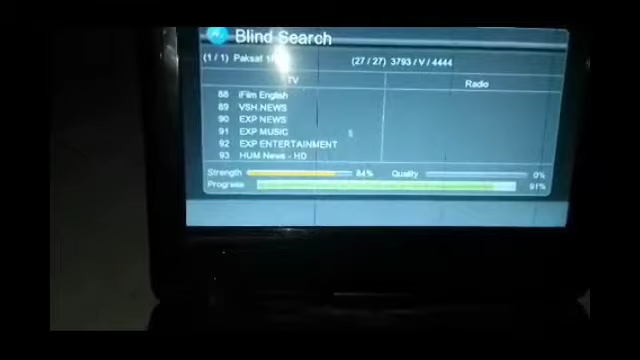 Blind Search
(1 / 1) Paksat
(27 / 27) 3793 / V / 4444
TV
Radio
88 iFilm English
89 VSH NEWS
90 EXP NEWS
91 EXP MUSIC
92 EXP ENTERTAINMENT
93 HUM News - HD
Strength 84% Quality 0%
Progress 91%